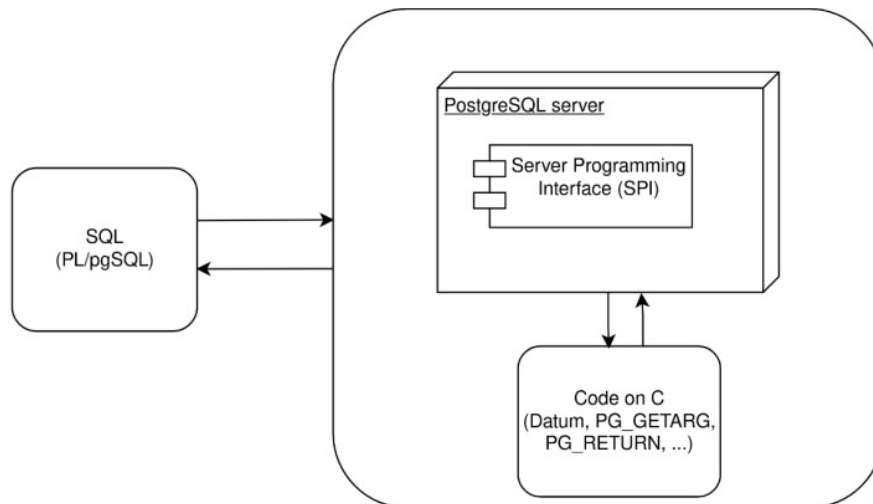 PostgreSQL server
Server Programming
Interface (SPI)
SQL
(PL/pgSQL)
Code on C
(Datum, PG_GETARG,
PG_RETURN, ...)